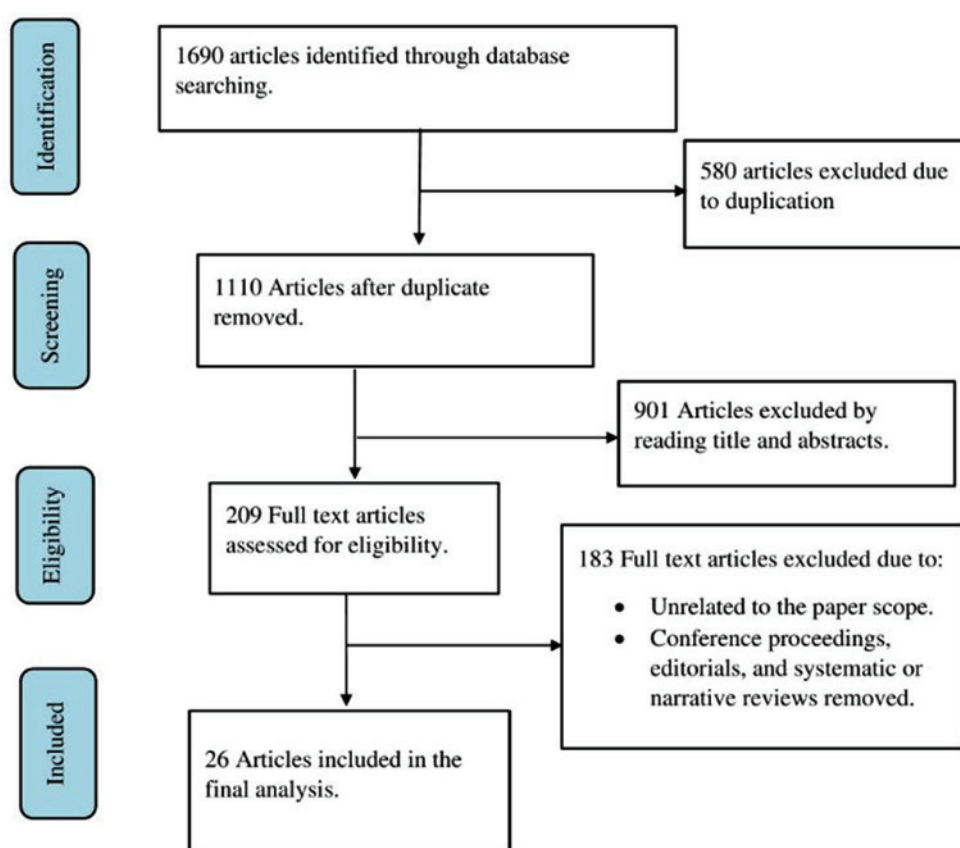 Identification
1690 articles identified through database
searching.
580 articles excluded due
to duplication
Screening
1110 Articles after duplicate
removed.
901 Articles excluded by
reading title and abstracts.
Eligibility
209 Full text articles
assessed for eligibility.
183 Full text articles excluded due to:
• Unrelated to the paper scope.
• Conference proceedings,
editorials, and systematic or
narrative reviews removed.
Included
26 Articles included in the
final analysis.